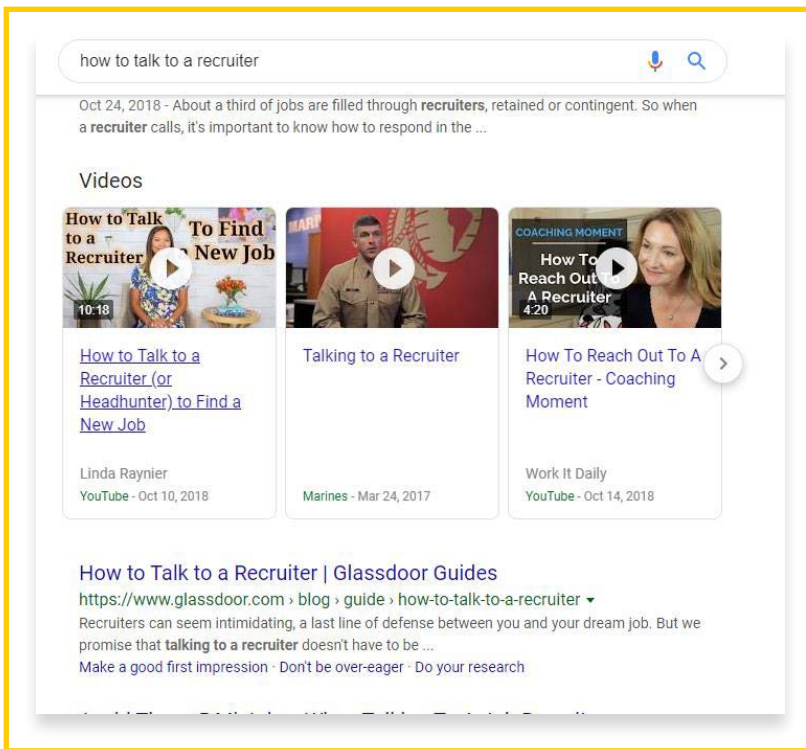 how to talk to a recruiter
Oct 24, 2018 - About a third of jobs are filled through recruiters, retained or contingent. So when
a recruiter calls, it's important to know how to respond in the ...
Videos
How to Talk
to a
Recruiter
To Find
New Job
10:18
How to Talk to a
Recruiter (or
Headhunter) to Find a
New Job
Linda Raynier
YouTube - Oct 10, 2018
Talking to a Recruiter
Marines - Mar 24, 2017
COACHING MOMENT
How To
Reach Out To
A Recruiter
4:20
How To Reach Out To A
Recruiter - Coaching
Moment
Work It Daily
YouTube - Oct 14, 2018
How to Talk to a Recruiter | Glassdoor Guides
https://www.glassdoor.com › blog › guide › how-to-talk-to-a-recruiter
Recruiters can seem intimidating, a last line of defense between you and your dream job. But we
promise that talking to a recruiter doesn't have to be ...
Make a good first impression · Don't be over-eager · Do your research